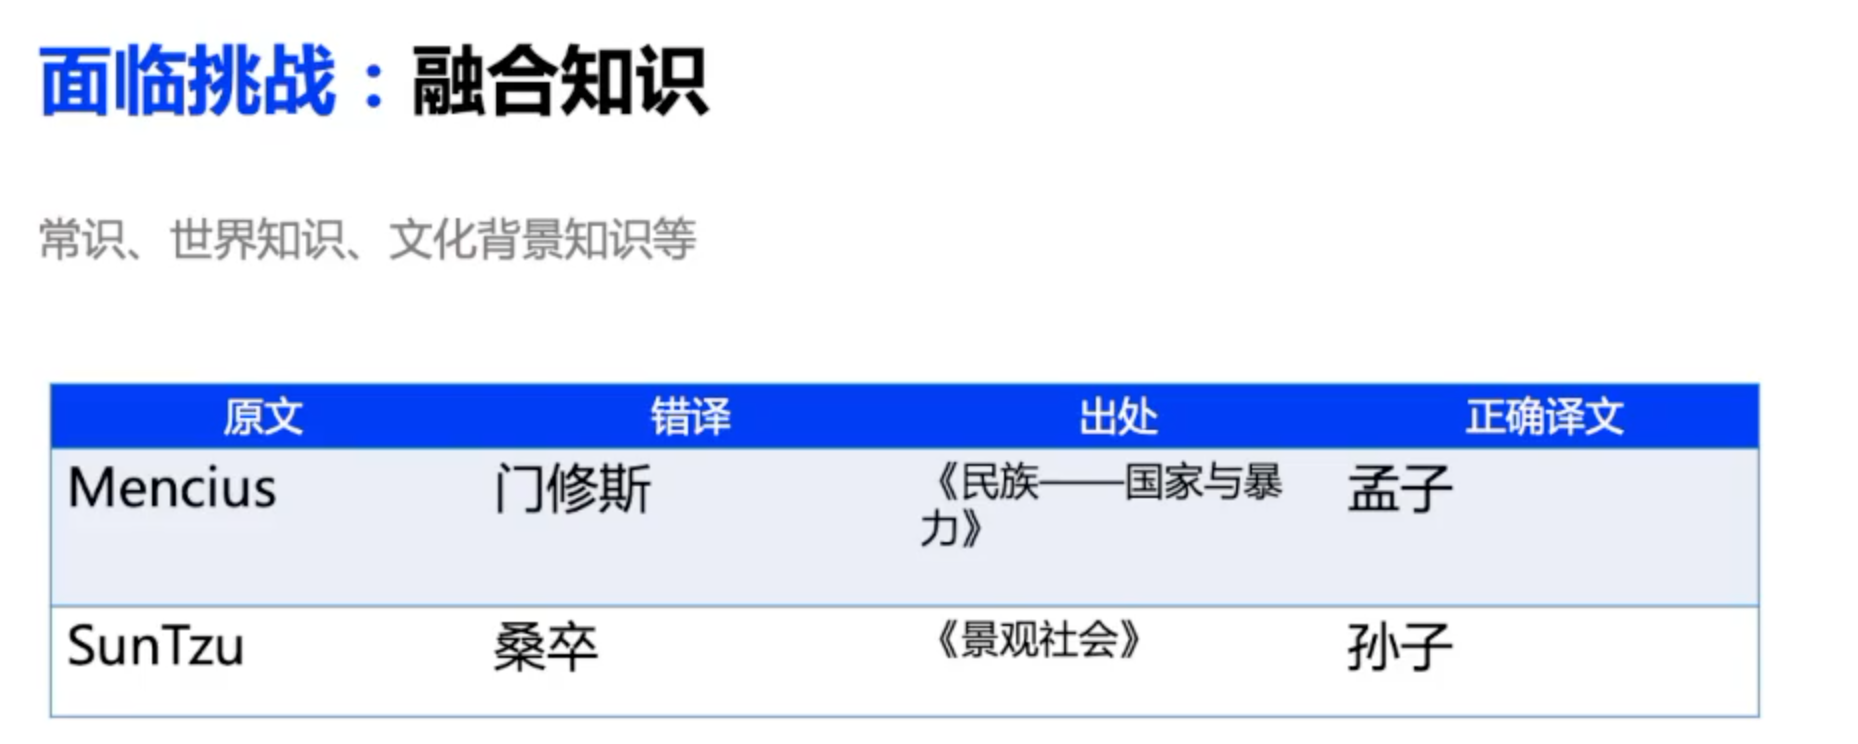 面临挑战：融合知识
常识、世界知识、文化背景知识等
原文 错译 出处 正确译文
Mencius 门修斯 《民族——国家与暴
力》 孟子
SunTzu 桑卒 《景观社会》 孙子